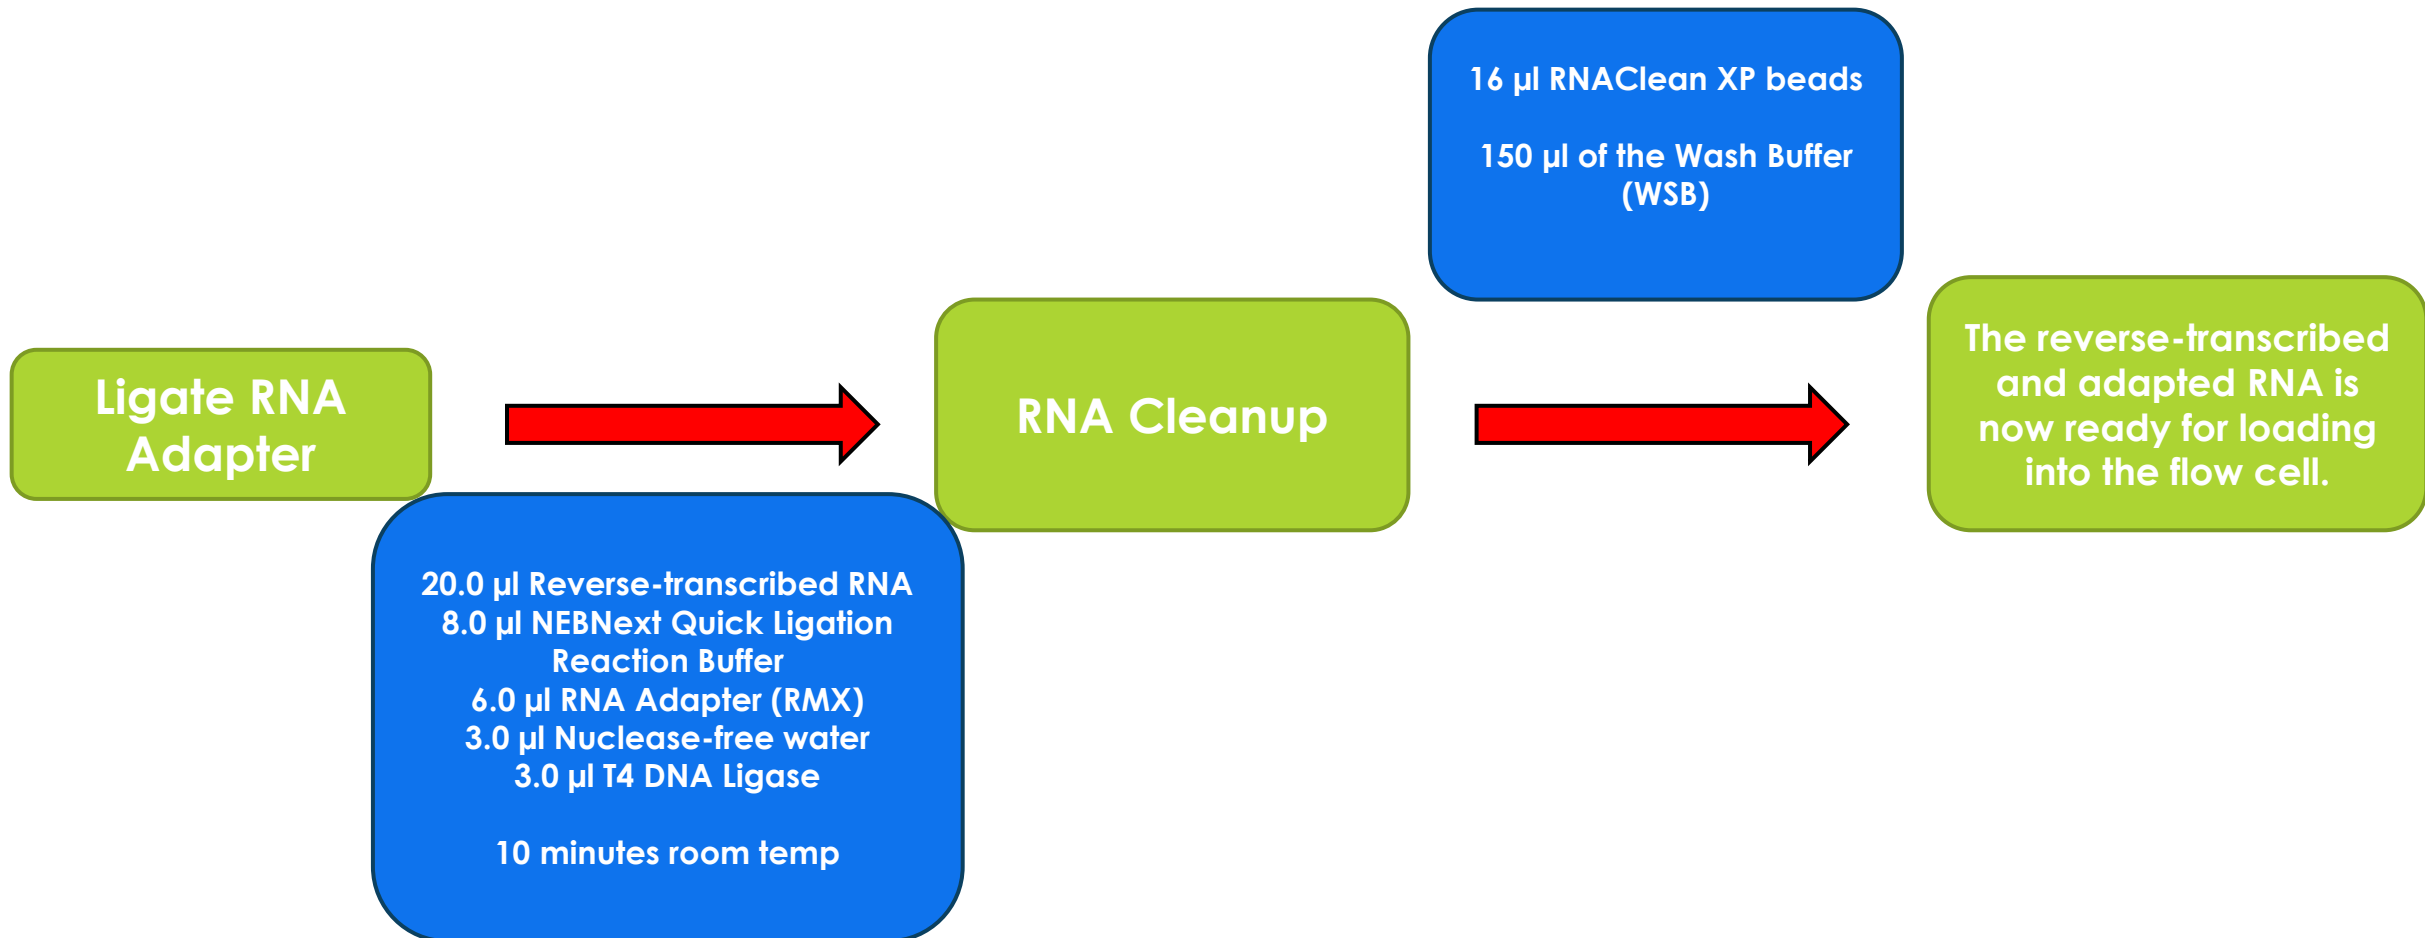 Ligate RNA
Adapter
20.0 µl Reverse-transcribed RNA
8.0 µl NEBNext Quick Ligation
Reaction Buffer
6.0 µl RNA Adapter (RMX)
3.0 µl Nuclease-free water
3.0 µl T4 DNA Ligase
10 minutes room temp
RNA Cleanup
16 µl RNAClean XP beads
150 µl of the Wash Buffer
(WSB)
The reverse-transcribed
and adapted RNA is
now ready for loading
into the flow cell.